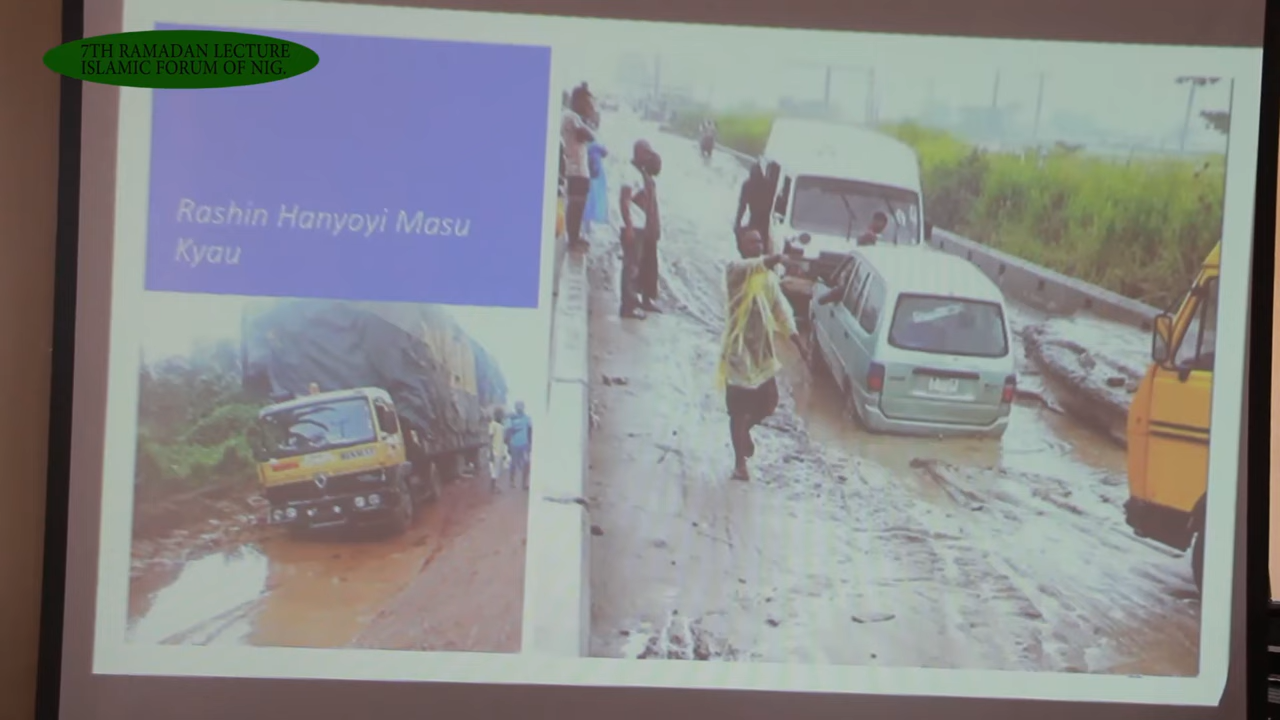 7TH RAMADAN LECTURE
ISLAMIC FORUM OF NIG.
Rashin Hanyoyi Masu
Kyau